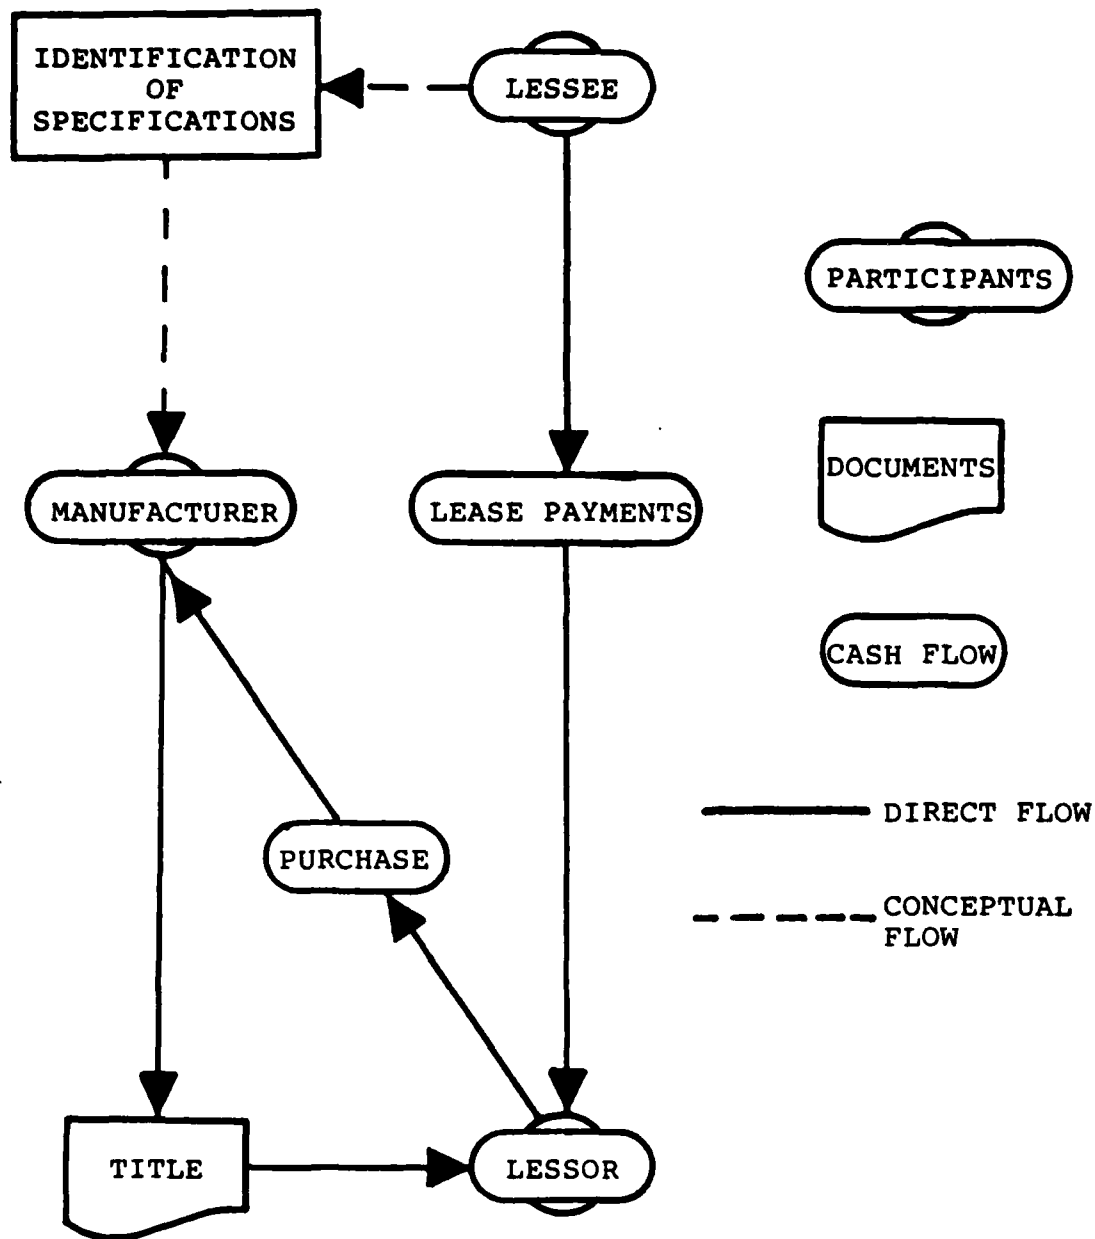 IDENTIFICATION
OF
SPECIFICATIONS
LESSEE
PARTICIPANTS
DOCUMENTS
MANUFACTURER
LEASE PAYMENTS
CASH FLOW
DIRECT FLOW
PURCHASE
CONCEPTUAL
FLOW
TITLE
LESSOR